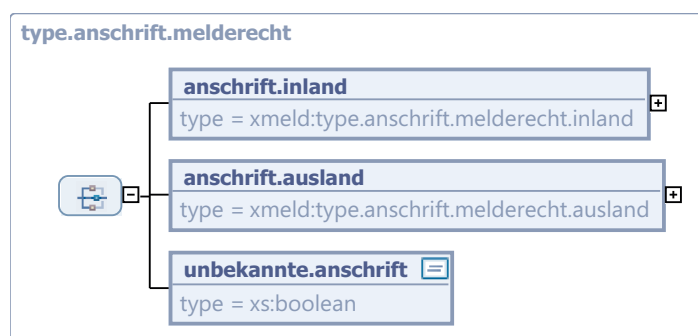 type.anschrift.melderecht
anschrift.inland
type = xmeld:type.anschrift.melderecht.inland
anschrift.ausland
type = xmeld:type.anschrift.melderecht.ausland
unbekannte.anschrift
type = xs:boolean